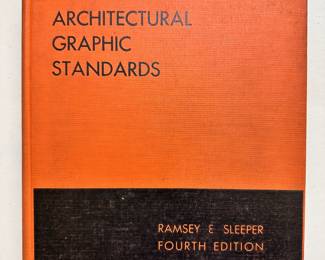 ARCHITECTURAL
GRAPHIC
STANDARDS
RAMSEY & SLEEPER
FOURTH EDITION